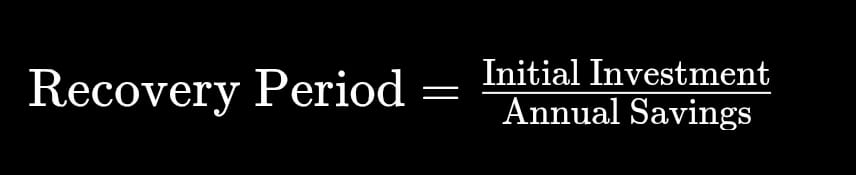 Recovery Period = Initial Investment
Annual Savings